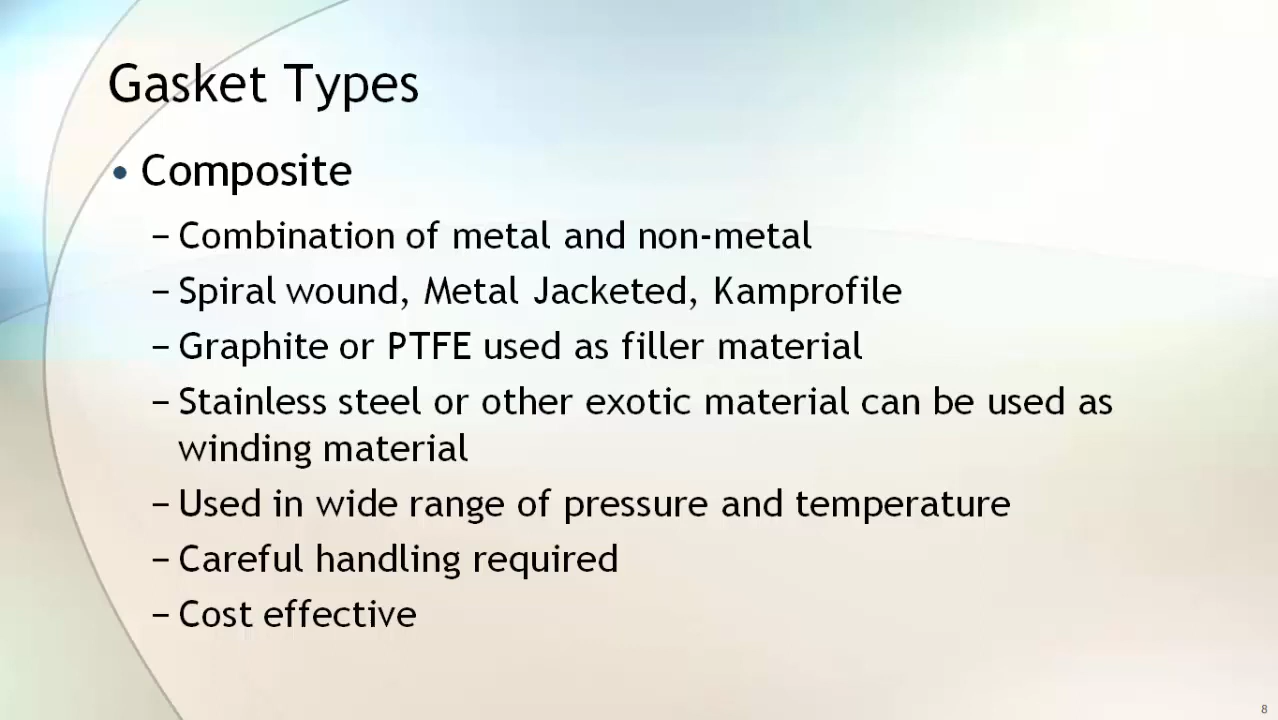 Gasket Types
• Composite
– Combination of metal and non-metal
– Spiral wound, Metal Jacketed, Kamprofile
– Graphite or PTFE used as filler material
– Stainless steel or other exotic material can be used as
winding material
– Used in wide range of pressure and temperature
– Careful handling required
– Cost effective
8